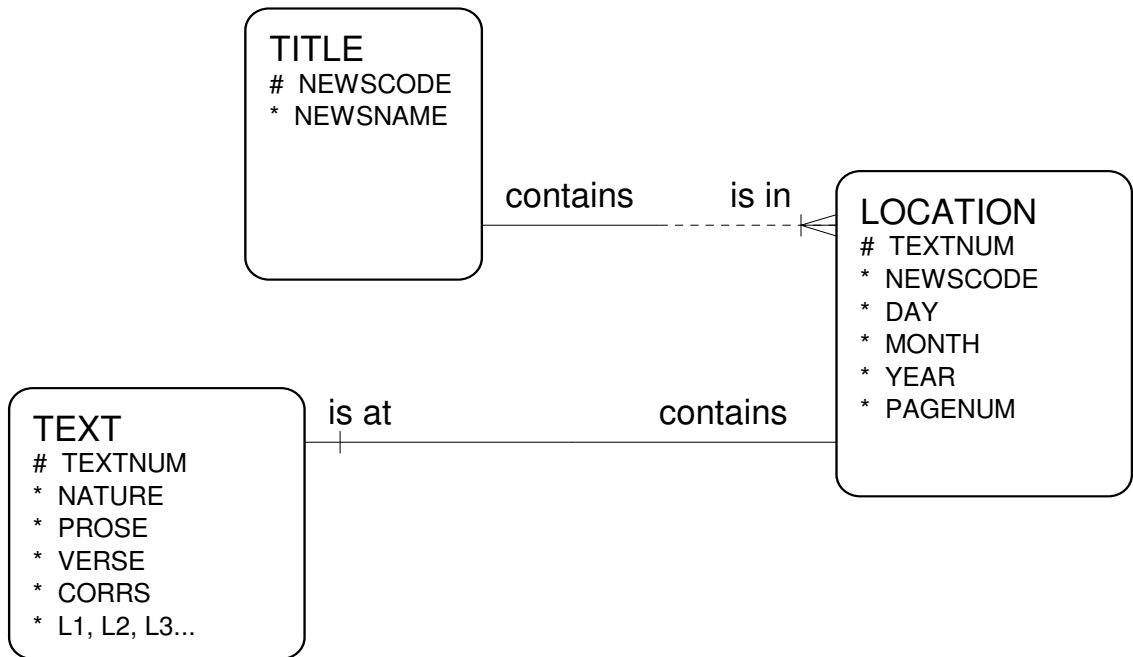 TITLE
# NEWSCODE
* NEWSNAME
contains
is in
LOCATION
# TEXTNUM
* NEWSCODE
* DAY
* MONTH
* YEAR
* PAGENUM
TEXT
# TEXTNUM
* NATURE
* PROSE
* VERSE
* CORRS
* L1, L2, L3...
is at
contains